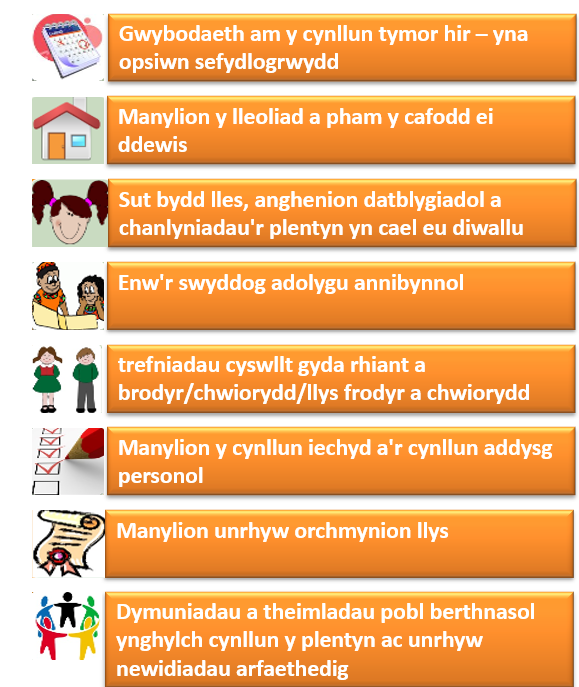 Gwybodaeth am y cynllun tymor hir – yna
opsiwn sefydlogrwydd
Manylion y lleoliad a pham y cafodd ei
ddewis
Sut bydd lles, anghenion datblygiadol a
chanlyniadau'r plentyn yn cael eu diwallu
Enw'r swyddog adolygu annibynnol
trefniadau cyswllt gyda rhiant a
brodyr/chwiorydd/llys frodyr a chwiorydd
Manylion y cynllun iechyd a'r cynllun addysg
personol
Manylion unrhyw orchmynion llys
Dymuniadau a theimladau pobl berthnasol
ynghylch cynllun y plentyn ac unrhyw
newidiadau arfaethedig